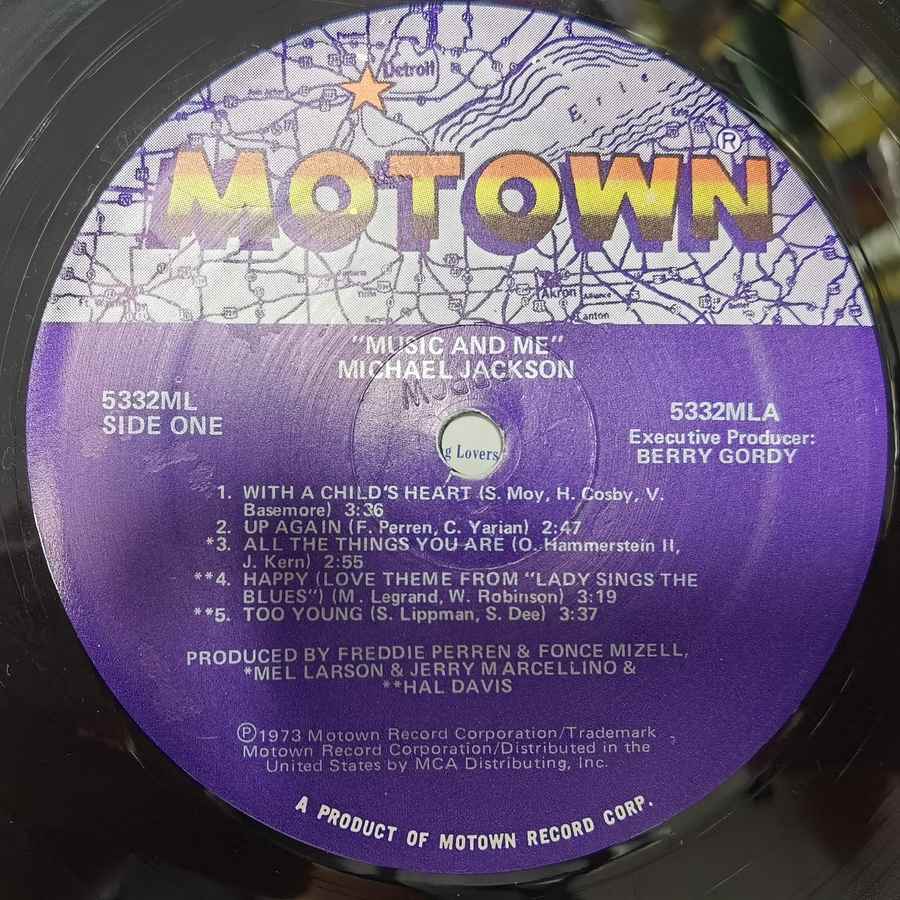 Detroit
Erie
MOTOWN®
Akron
Alliance
Canton
"MUSIC AND ME"
MICHAEL JACKSON
5332ML
SIDE ONE
5332MLA
Executive Producer:
BERRY GORDY
g Lovers
1. WITH A CHILD'S HEART (S. Moy, H. Cosby, V.
Basemore) 3:36
2. UP AGAIN (F. Perren, C. Yarian) 2:47
*3. ALL THE THINGS YOU ARE (O. Hammerstein II,
J. Kern) 2:55
**4. HAPPY (LOVE THEME FROM "LADY SINGS THE
BLUES") (M. Legrand, W. Robinson) 3:19
**5. TOO YOUNG (S. Lippman, S. Dee) 3:37
PRODUCED BY FREDDIE PERREN & FONCE MIZELL,
*MEL LARSON & JERRY MARCELLINO &
**HAL DAVIS
℗1973 Motown Record Corporation/Trademark
Motown Record Corporation/Distributed in the
United States by MCA Distributing, Inc.
A PRODUCT OF MOTOWN RECORD CORP.